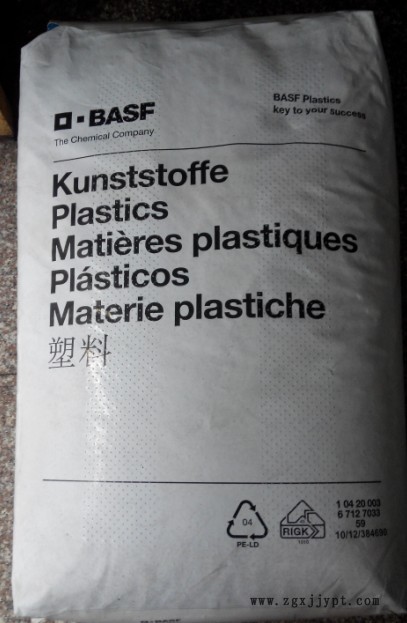 BASF
The Chemical Company
BASF Plastics
key to your success
Kunststoffe
Plastics
Matières plastiques
Plásticos
Materie plastiche
塑料
04
PE-LD
RIGK
1 04 20 003
6 712 7033
59
www.zgxjjypt.com